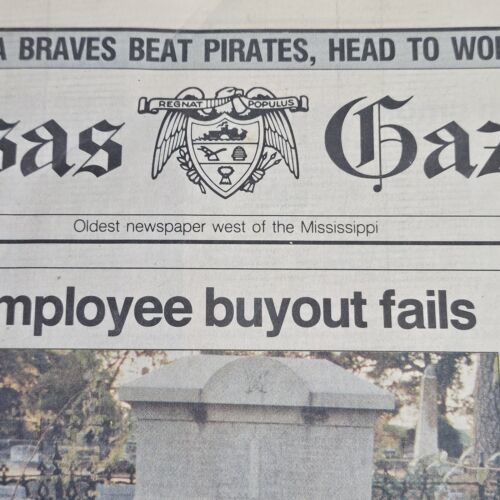 A BRAVES BEAT PIRATES, HEAD TO WO
sas Gaz
REGNAT POPULUS
Oldest newspaper west of the Mississippi
mployee buyout fails